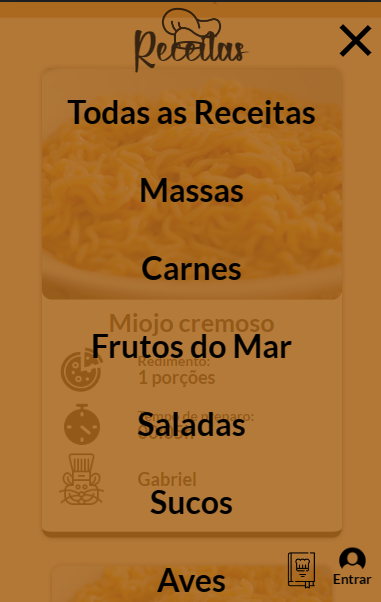 Receitas
Todas as Receitas
Massas
Carnes
Miojo cremoso
Frutos do Mar
Redimento:
1 porções
Tempo de preparo:
Saladas
Gabriel
Sucos
Aves
Entrar